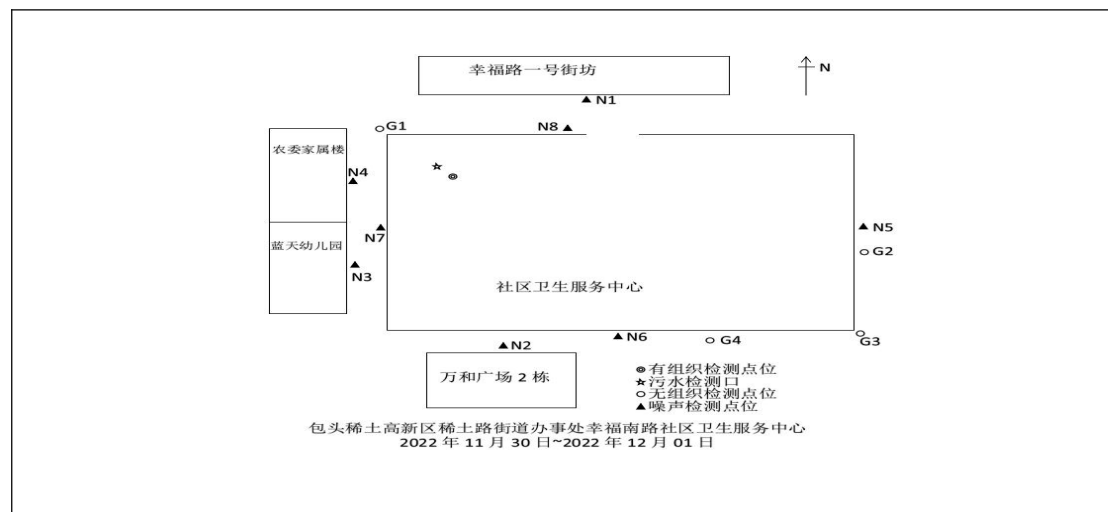 幸福路一号街坊
N
N1
G1
N8
农委家属楼
N4
N5
N7
G2
蓝天幼儿园
N3
社区卫生服务中心
N2
N6
G4
G3
万和广场 2 栋
有组织检测点位
污水检测口
无组织检测点位
噪声检测点位
包头稀土高新区稀土路街道办事处幸福南路社区卫生服务中心
2022 年 11 月 30 日~2022 年 12 月 01 日